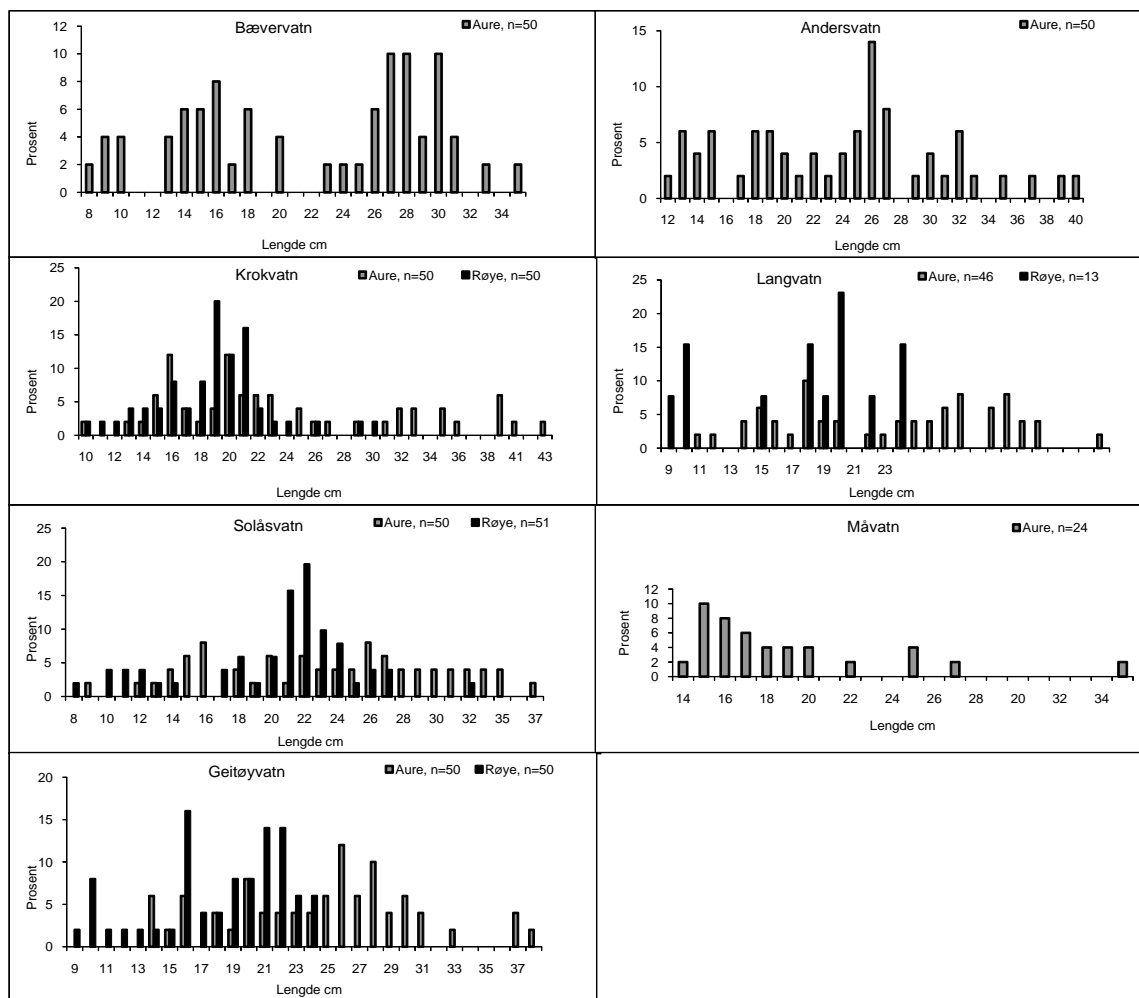 Bævervatn
Aure, n=50
Prosent
12
10
8
6
4
2
0
8 10 12 14 16 18 20 22 24 26 28 30 32 34
Lengde cm
Andersvatn
Aure, n=50
Prosent
15
10
5
0
12 14 16 18 20 22 24 26 28 30 32 34 36 38 40
Lengde cm
Krokvatn
Aure, n=50 Røye, n=50
Prosent
25
20
15
10
5
0
10 12 14 16 18 20 22 24 26 28 30 32 34 36 38 41 43
Lengde cm
Langvatn
Aure, n=46 Røye, n=13
Prosent
25
20
15
10
5
0
9 11 13 15 17 19 21 23
Lengde cm
Solåsvatn
Aure, n=50 Røye, n=51
Prosent
25
20
15
10
5
0
8 10 12 14 16 18 20 22 24 26 28 30 32 35 37
Lengde cm
Måvatn
Aure, n=24
Prosent
12
10
8
6
4
2
0
14 16 18 20 22 24 26 28 20 32 34
Lengde cm
Geitøyvatn
Aure, n=50 Røye, n=50
Prosent
20
15
10
5
0
9 11 13 15 17 19 21 23 25 27 29 31 33 35 37
Lengde cm